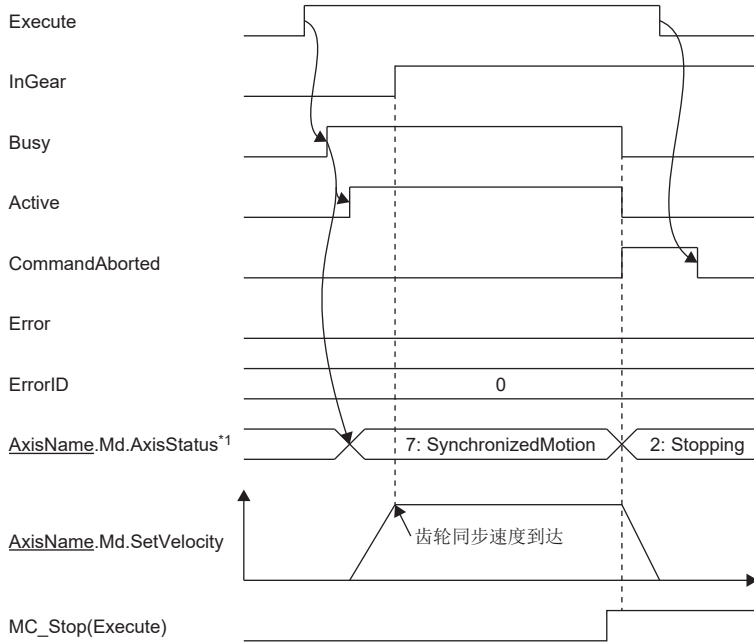 Execute
InGear
Busy
Active
CommandAborted
Error
ErrorID
0
AxisName.Md.AxisStatus*1
7: SynchronizedMotion
2: Stopping
AxisName.Md.SetVelocity
齿轮同步速度到达
MC_Stop(Execute)